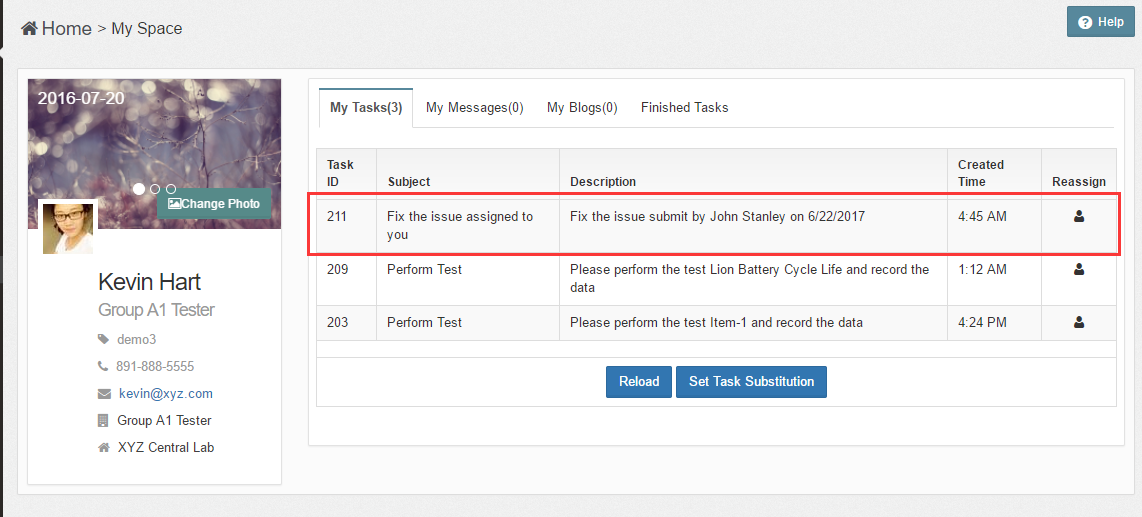 Home > My Space
Help
2016-07-20
Change Photo
Kevin Hart
Group A1 Tester
demo3
891-888-5555
kevin@xyz.com
Group A1 Tester
XYZ Central Lab
My Tasks(3) My Messages(0) My Blogs(0) Finished Tasks
Task ID Subject Description Created Time Reassign
211 Fix the issue assigned to you Fix the issue submit by John Stanley on 6/22/2017 4:45 AM
209 Perform Test Please perform the test Lion Battery Cycle Life and record the data 1:12 AM
203 Perform Test Please perform the test Item-1 and record the data 4:24 PM
Reload Set Task Substitution